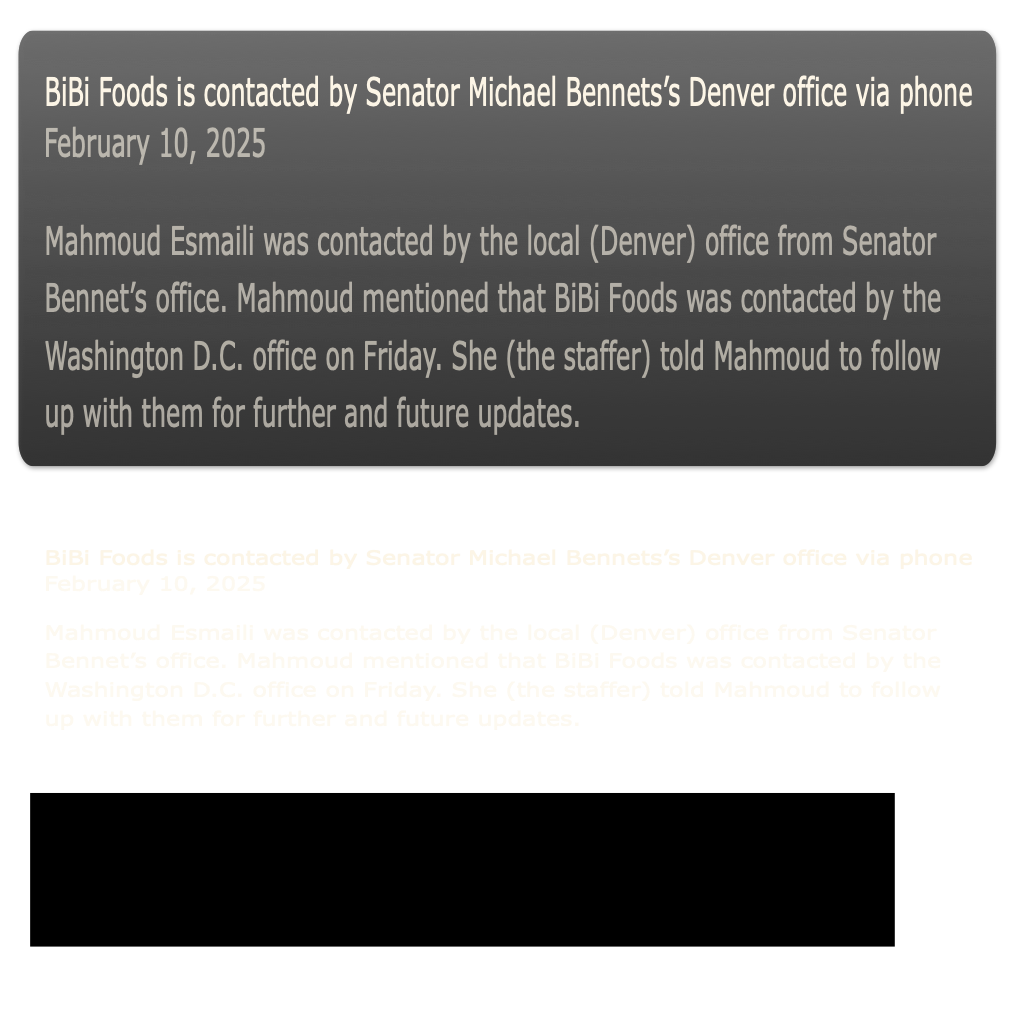 BiBi Foods is contacted by Senator Michael Bennets’s Denver office via phone
February 10, 2025
Mahmoud Esmaili was contacted by the local (Denver) office from Senator
Bennet’s office. Mahmoud mentioned that BiBi Foods was contacted by the
Washington D.C. office on Friday. She (the staffer) told Mahmoud to follow
up with them for further and future updates.
BiBi Foods is contacted by Senator Michael Bennets’s Denver office via phone
February 10, 2025
Mahmoud Esmaili was contacted by the local (Denver) office from Senator
Bennet’s office. Mahmoud mentioned that BiBi Foods was contacted by the
Washington D.C. office on Friday. She (the staffer) told Mahmoud to follow
up with them for further and future updates.